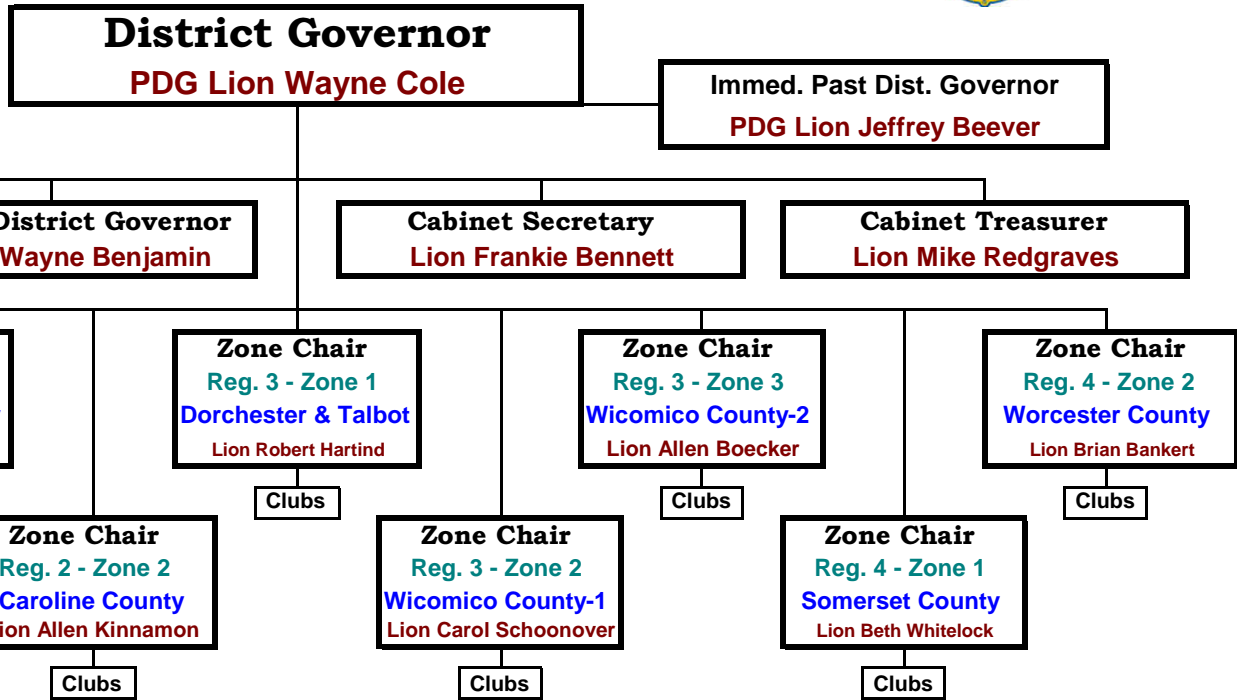 District Governor
PDG Lion Wayne Cole
Immed. Past Dist. Governor
PDG Lion Jeffrey Beever
District Governor
Wayne Benjamin
Cabinet Secretary
Lion Frankie Bennett
Cabinet Treasurer
Lion Mike Redgraves
Zone Chair
Reg. 3 - Zone 1
Dorchester & Talbot
Lion Robert Hartind
Clubs
Zone Chair
Reg. 3 - Zone 3
Wicomico County-2
Lion Allen Boecker
Clubs
Zone Chair
Reg. 4 - Zone 2
Worcester County
Lion Brian Bankert
Clubs
Zone Chair
Reg. 2 - Zone 2
Caroline County
ion Allen Kinnamon
Clubs
Zone Chair
Reg. 3 - Zone 2
Wicomico County-1
Lion Carol Schoonover
Clubs
Zone Chair
Reg. 4 - Zone 1
Somerset County
Lion Beth Whitelock
Clubs